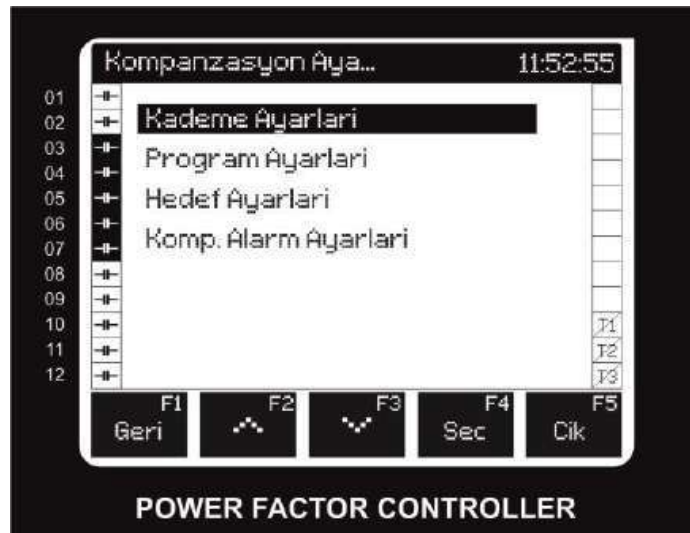 Kompanzasyon Aya... 11:52:55
01
02
03
04
05
06
07
08
09
10
11
12
Kademe Ayarlari
Program Ayarlari
Hedef Ayarlari
Komp. Alarm Ayarlari
T1
T2
T3
F1 F2 F3 F4 F5
Geri Sec Cik
POWER FACTOR CONTROLLER